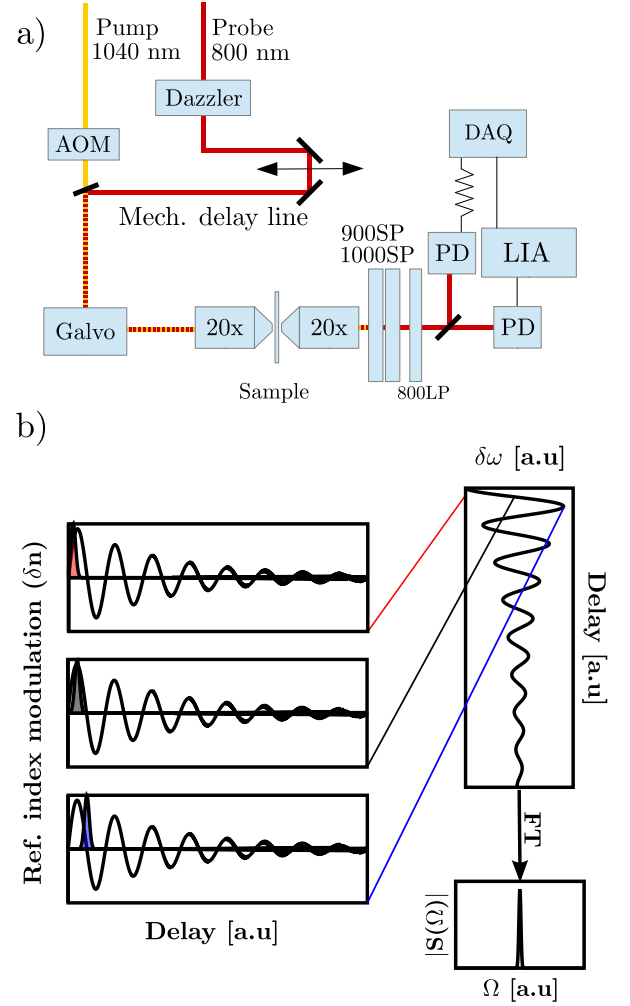 a)
Pump
1040 nm
Probe
800 nm
Dazzler
AOM
DAQ
Mech. delay line
900SP
1000SP
PD
LIA
Galvo
20x
20x
PD
Sample
800LP
b)
δω [a.u]
Ref. index modulation (δn)
Delay [a.u]
Delay [a.u]
FT
|S(Ω)|
Ω [a.u]